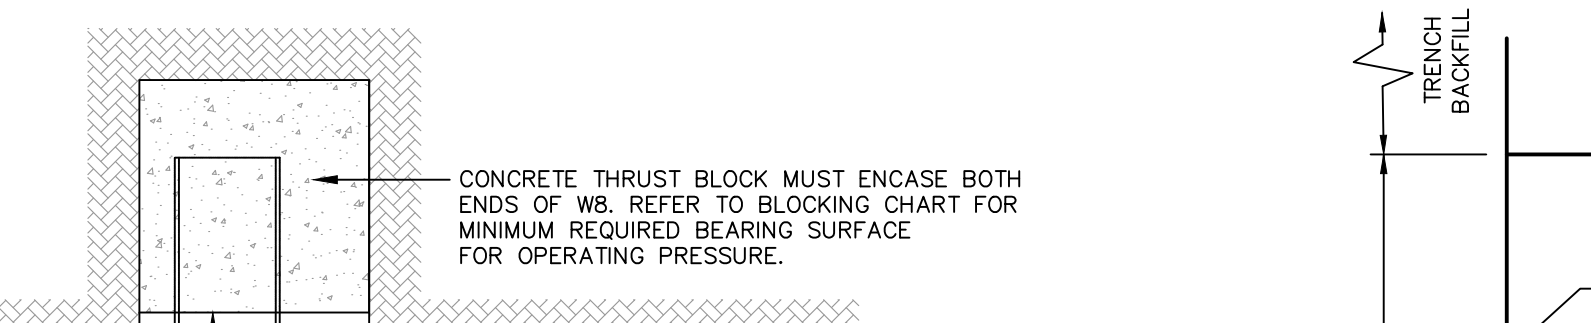 CONCRETE THRUST BLOCK MUST ENCASE BOTH
ENDS OF W8. REFER TO BLOCKING CHART FOR
MINIMUM REQUIRED BEARING SURFACE
FOR OPERATING PRESSURE.
TRENCH
BACKFILL